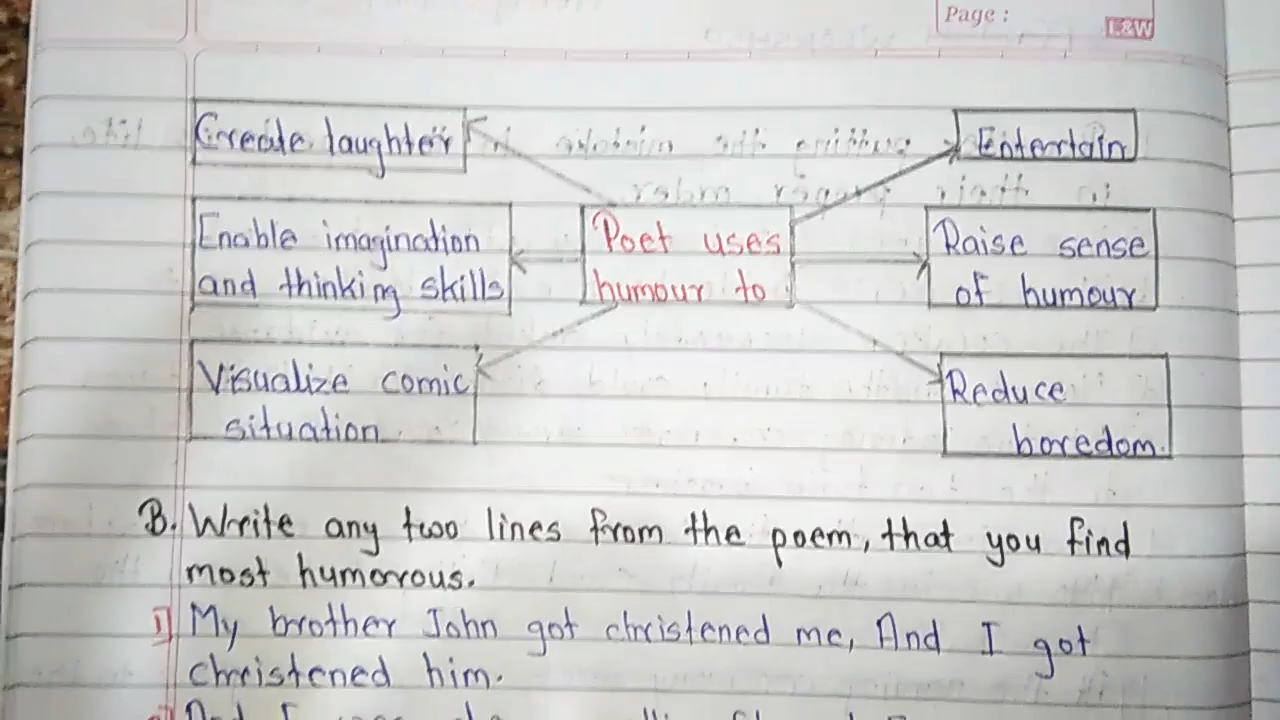 Page :
L&W
Create laughter
Entertain
Enable imagination
and thinking skills
Poet uses
humour to
Raise sense
of humour
Visualize comic
situation
Reduce
boredom.
B. Write any two lines from the poem, that you find
most humorous.
1] My brother John got christened me, And I got
christened him.
And I